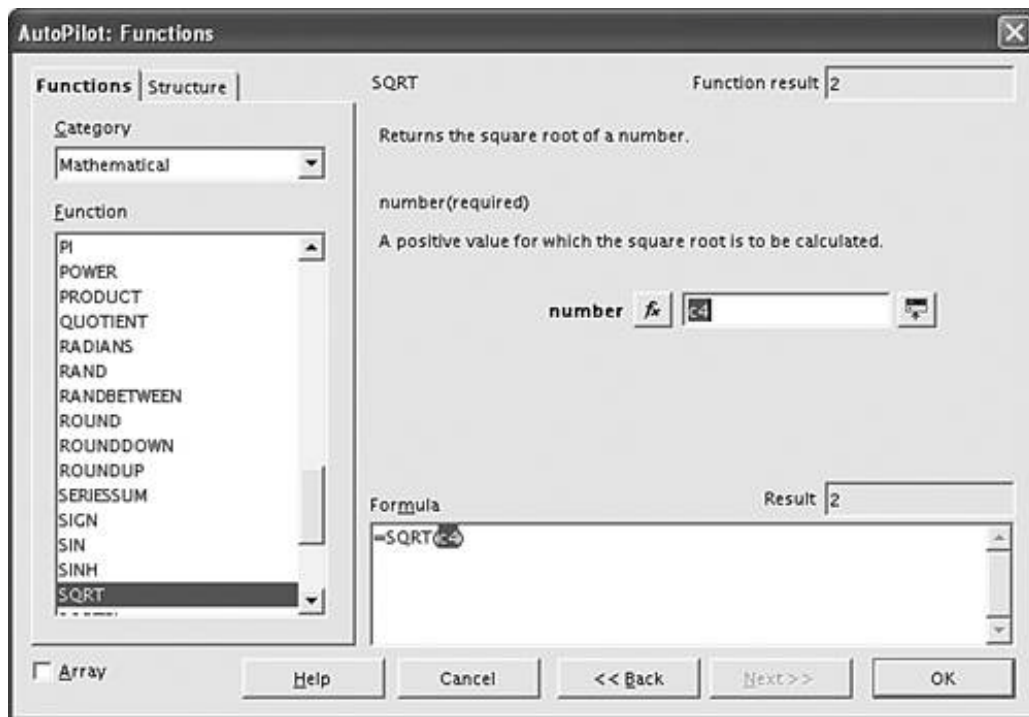 AutoPilot: Functions
Functions Structure
Category
Mathematical
Function
PI
POWER
PRODUCT
QUOTIENT
RADIANS
RAND
RANDBETWEEN
ROUND
ROUNDDOWN
ROUNDUP
SERIESSUM
SIGN
SIN
SINH
SQRT
SQRT Function result 2
Returns the square root of a number.
number(required)
A positive value for which the square root is to be calculated.
number fx c4
Formula Result 2
=SQRT(c4)
Array Help Cancel << Back Next >> OK